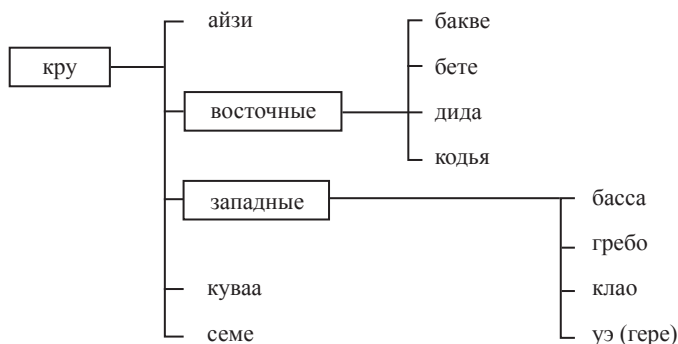 кру
айзи
восточные
бакве
бете
дида
кодья
западные
басса
гребо
клао
уэ (гере)
куваа
семе